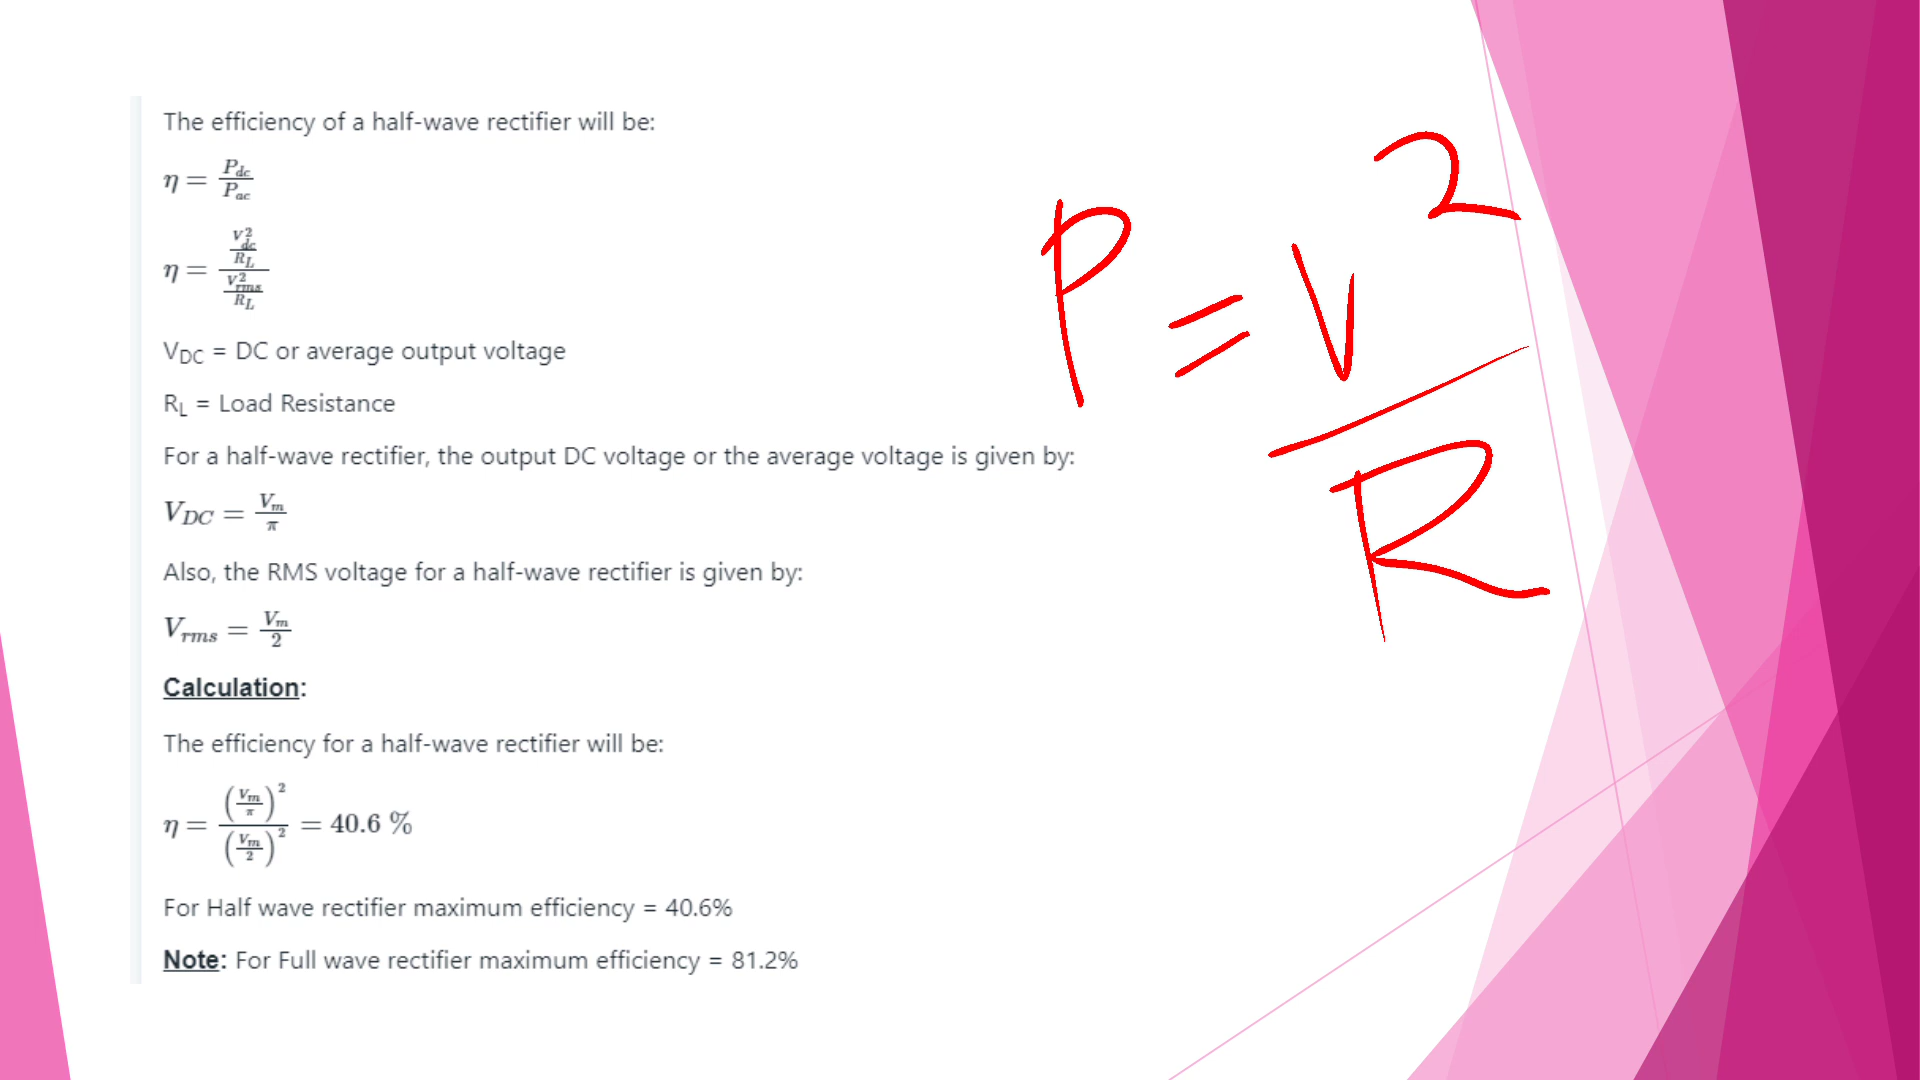 The efficiency of a half-wave rectifier will be:
η = P_dc / P_ac
η = (V²_dc / R_L) / (V²_rms / R_L)
V_DC = DC or average output voltage
R_L = Load Resistance
For a half-wave rectifier, the output DC voltage or the average voltage is given by:
V_DC = V_m / π
Also, the RMS voltage for a half-wave rectifier is given by:
V_rms = V_m / 2
Calculation:
The efficiency for a half-wave rectifier will be:
η = (V_m / π)² / (V_m / 2)² = 40.6 %
For Half wave rectifier maximum efficiency = 40.6%
Note: For Full wave rectifier maximum efficiency = 81.2%
P = V² / R